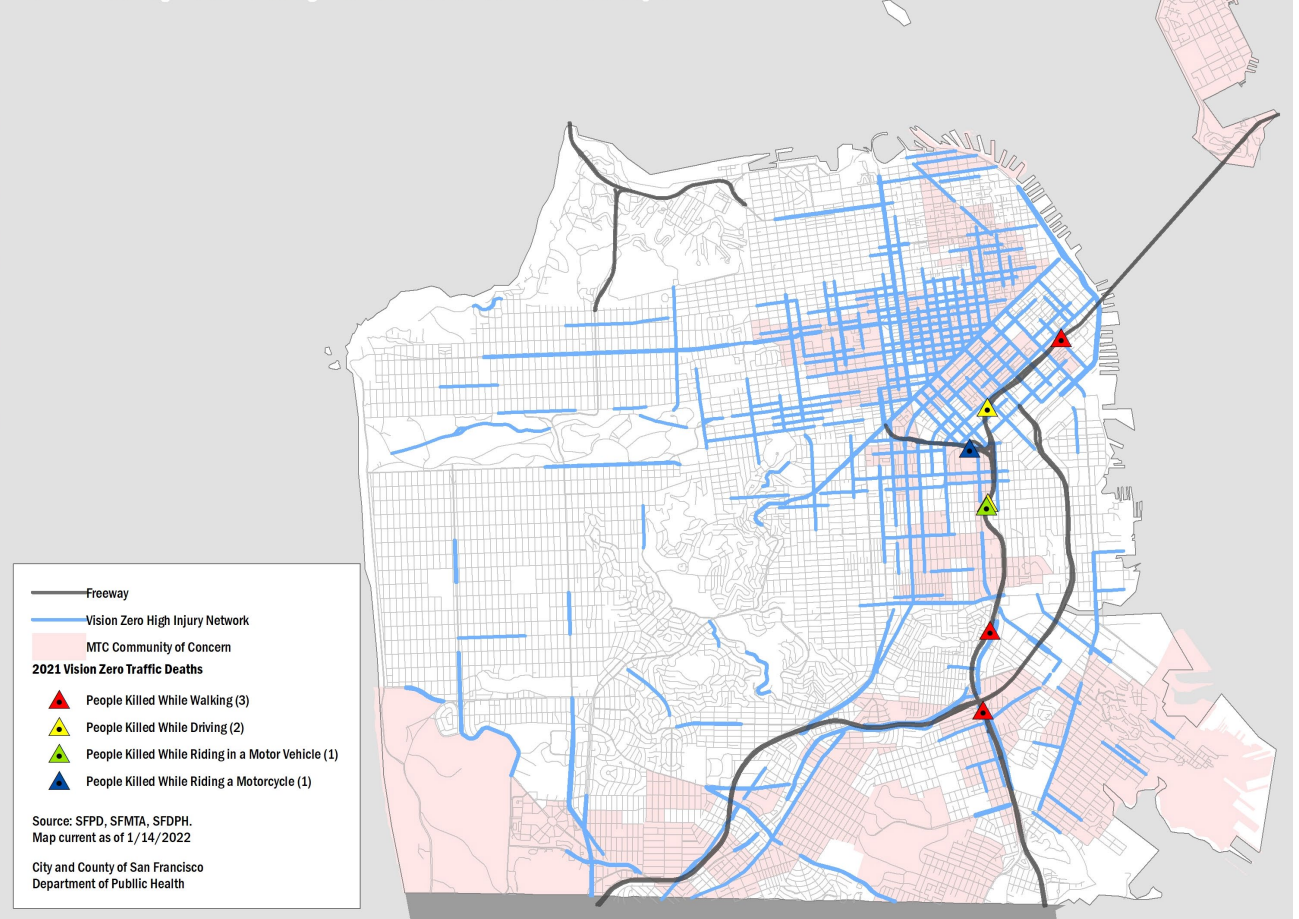 Freeway
Vision Zero High Injury Network
MTC Community of Concern
2021 Vision Zero Traffic Deaths
People Killed While Walking (3)
People Killed While Driving (2)
People Killed While Riding in a Motor Vehicle (1)
People Killed While Riding a Motorcycle (1)
Source: SFPD, SFMTA, SFDPH.
Map current as of 1/14/2022
City and County of San Francisco
Department of Publlic Health